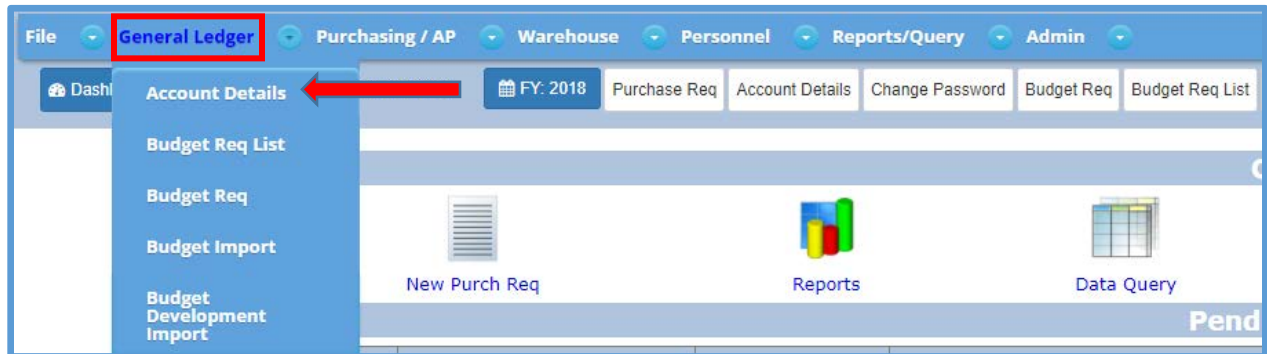 File General Ledger Purchasing / AP Warehouse Personnel Reports/Query Admin
Account Details FY: 2018 Purchase Req Account Details Change Password Budget Req Budget Req List
Budget Req List
Budget Req
Budget Import
New Purch Req Reports Data Query
Budget
Development
Import